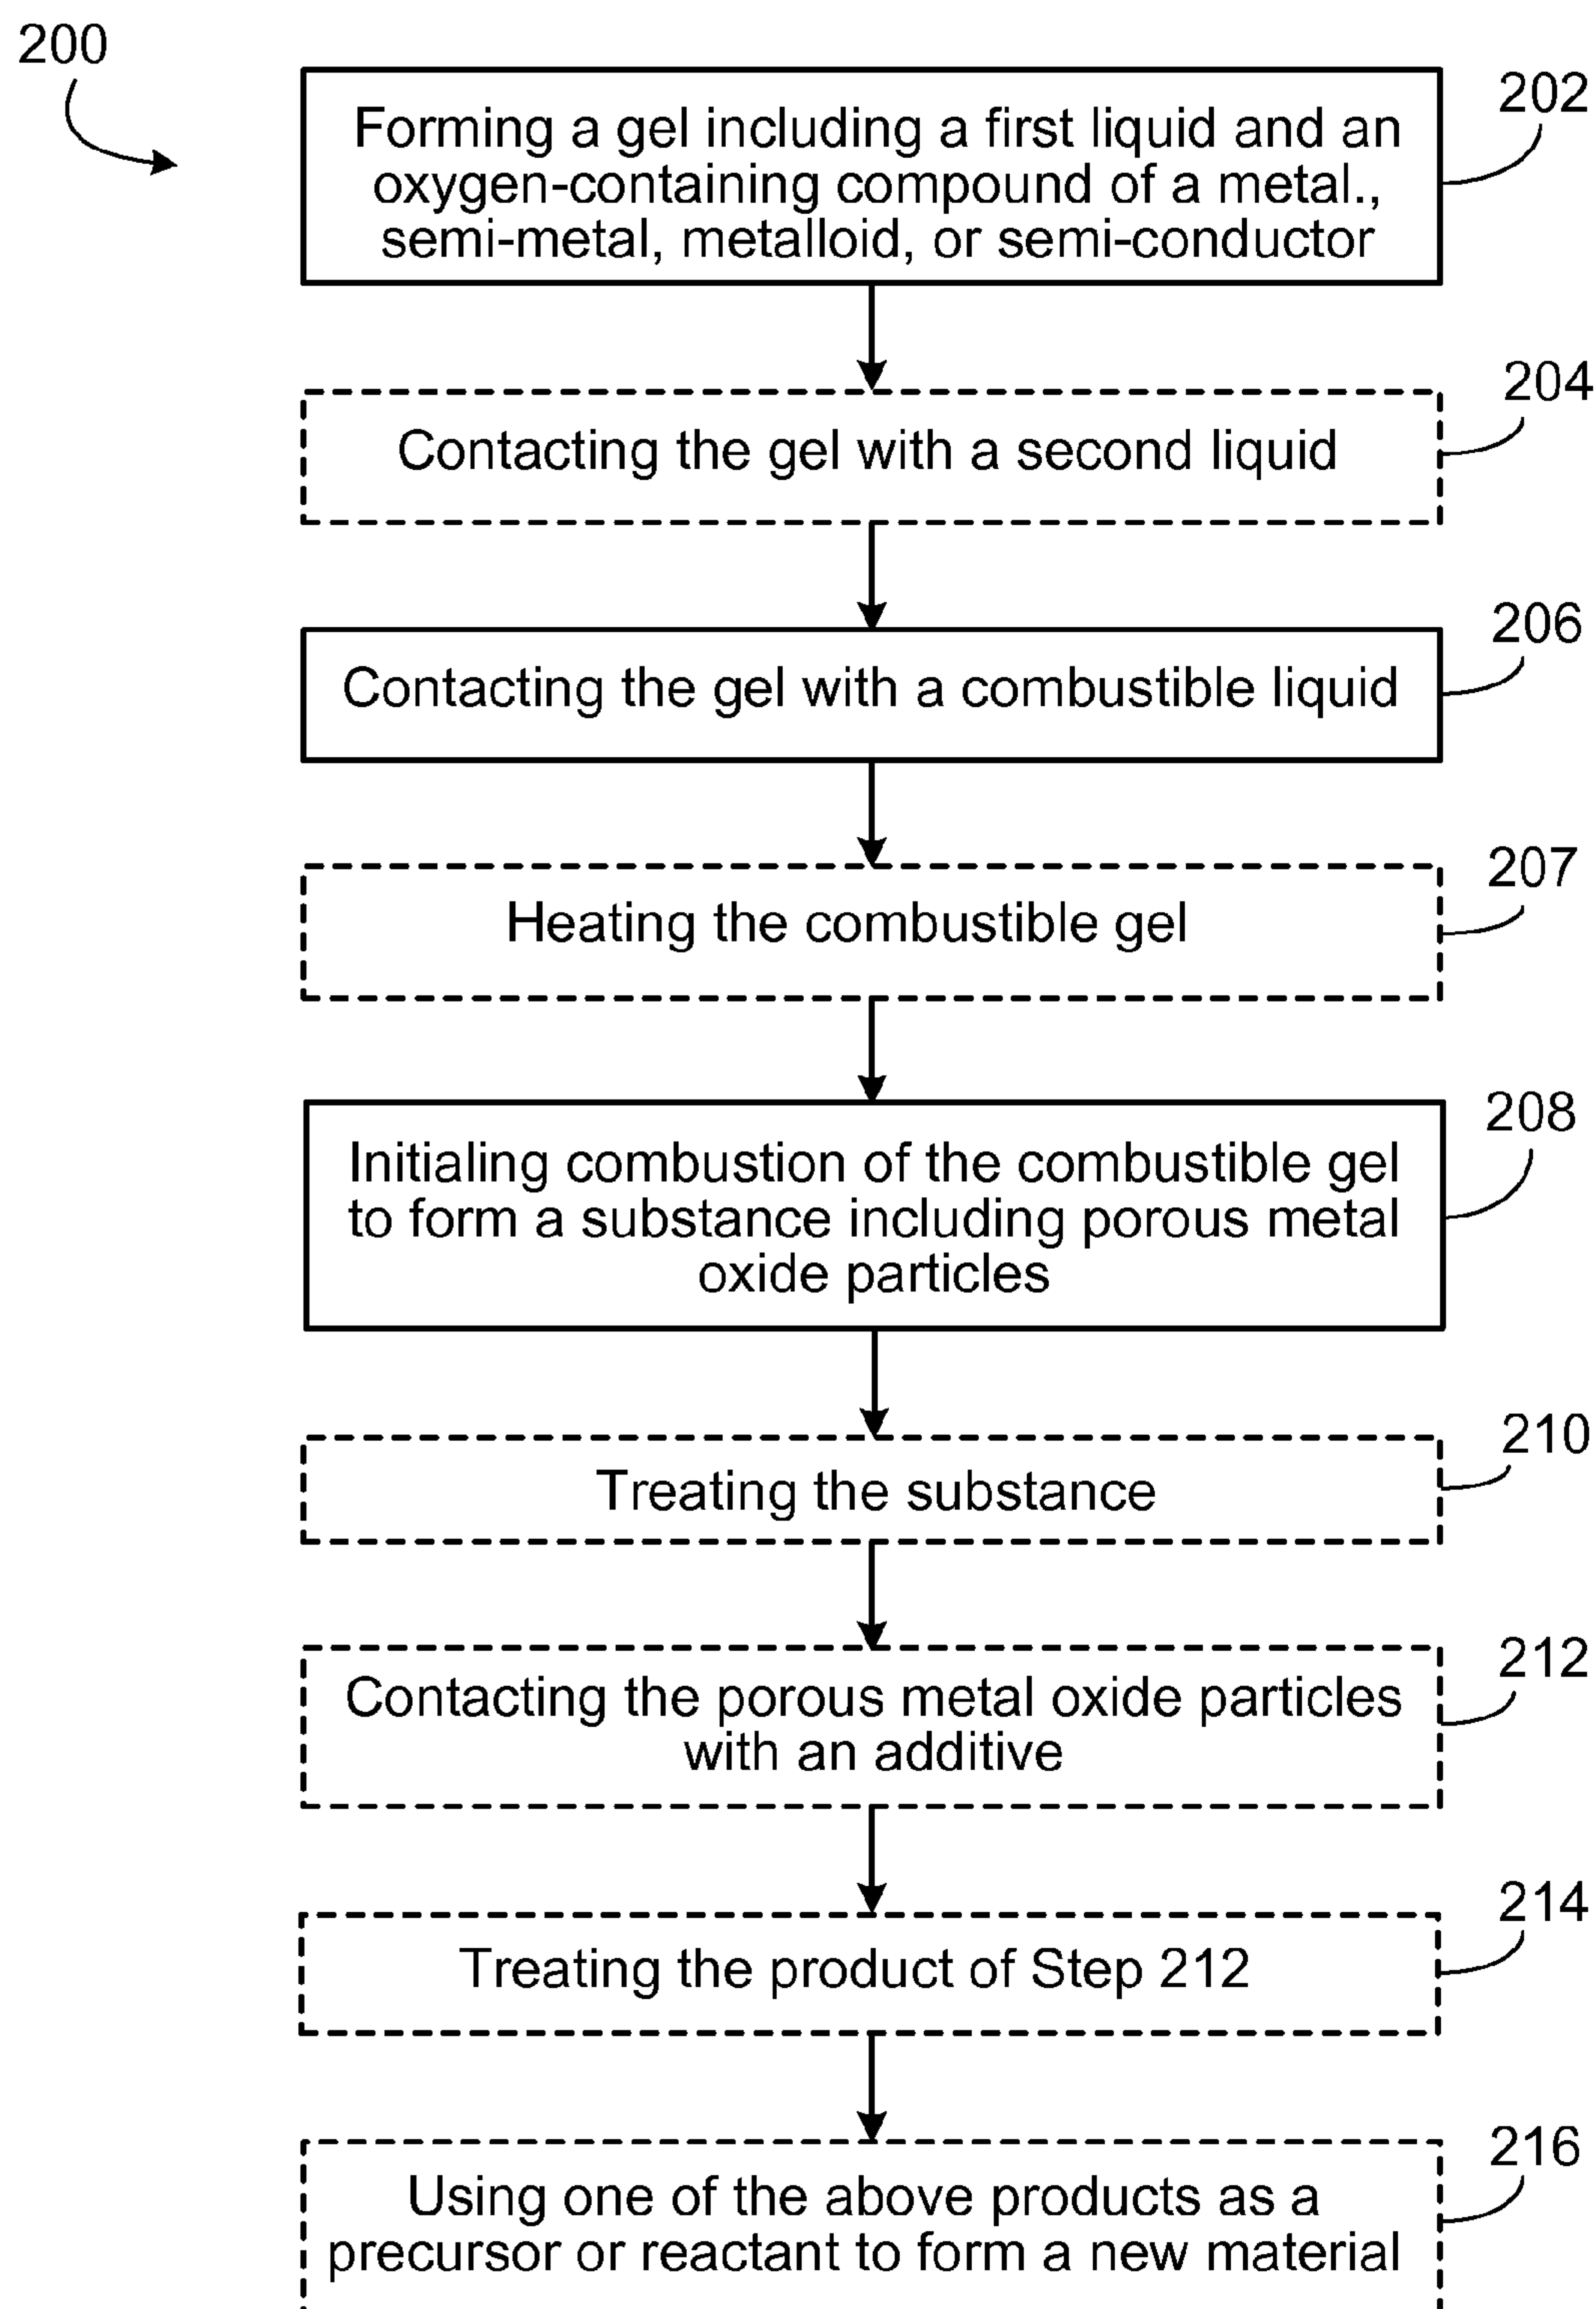 200
202
Forming a gel including a first liquid and an
oxygen-containing compound of a metal.,
semi-metal, metalloid, or semi-conductor
204
Contacting the gel with a second liquid
206
Contacting the gel with a combustible liquid
207
Heating the combustible gel
208
Initialing combustion of the combustible gel
to form a substance including porous metal
oxide particles
210
Treating the substance
212
Contacting the porous metal oxide particles
with an additive
214
Treating the product of Step 212
216
Using one of the above products as a
precursor or reactant to form a new material